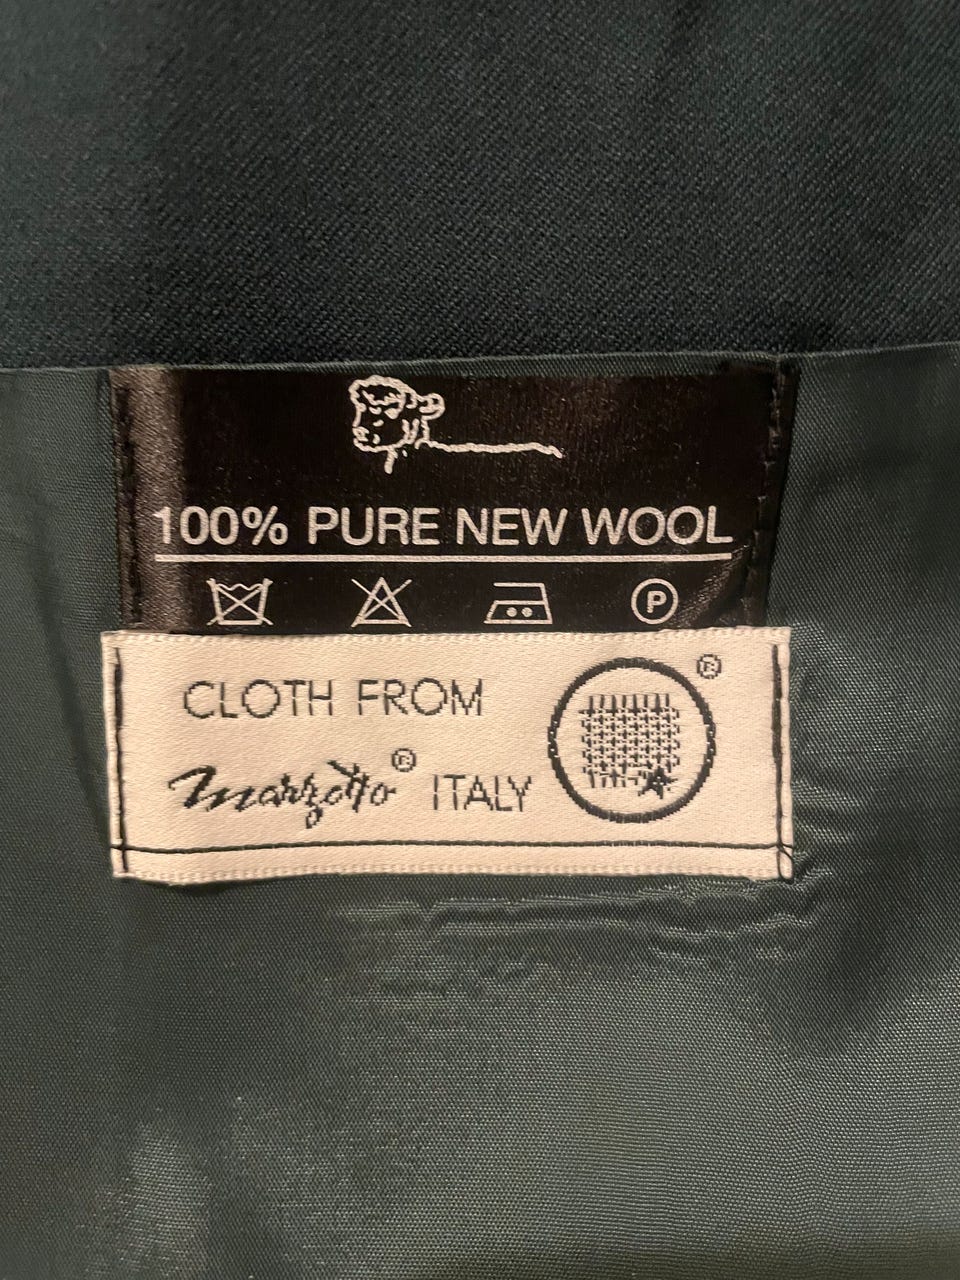 100% PURE NEW WOOL
P
CLOTH FROM ®
marzotto® ITALY